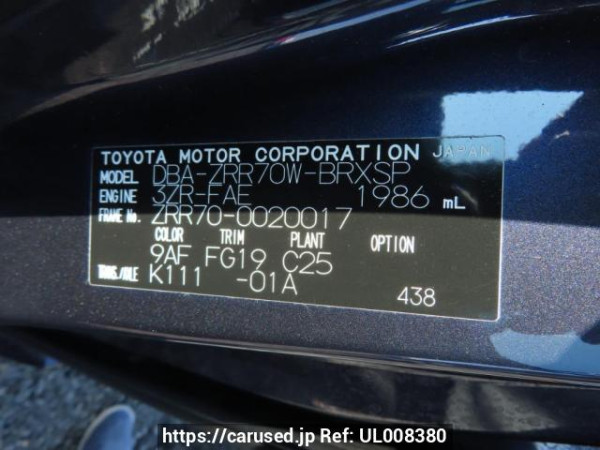 TOYOTA MOTOR CORPORATION JAPAN
MODEL DBA-ZRR70W-BRXSP
ENGINE 3ZR-FAE 1986 mL
FRAME No. ZRR70-0020017
COLOR TRIM PLANT OPTION
9AF FG19 C25
TRANS./AXLE K111 -01A
438
https://carused.jp Ref: UL008380